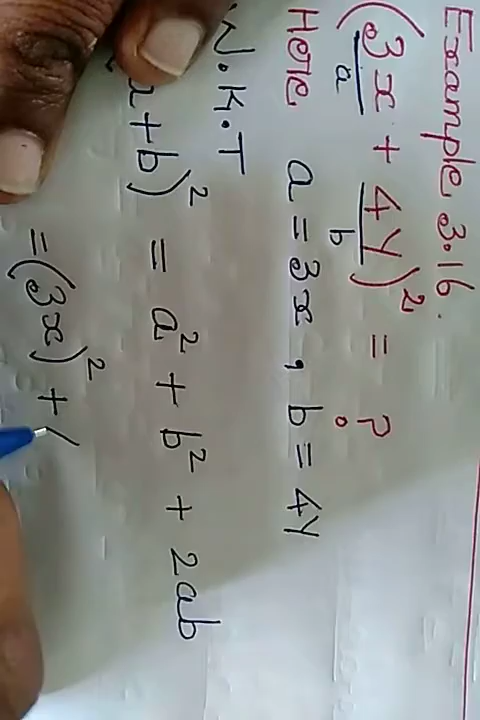 Example 3.16.
(3x + 4y)² = ?
a b
Here a = 3x, b = 4y
W.K.T
(a+b)² = a² + b² + 2ab
= (3x)² + (